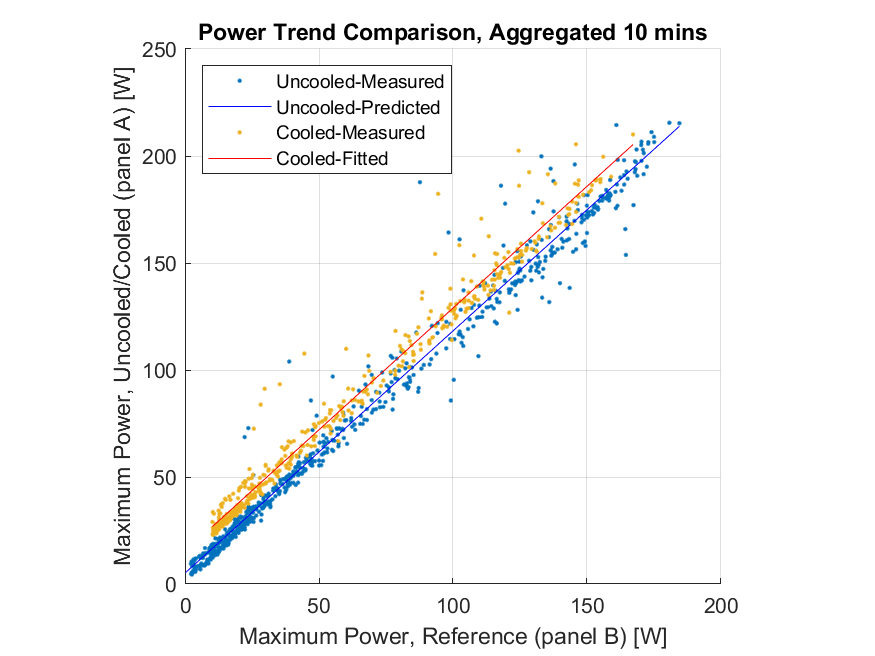 Power Trend Comparison, Aggregated 10 mins
250
200
150
100
50
0
Maximum Power, Uncooled/Cooled (panel A) [W]
Uncooled-Measured
Uncooled-Predicted
Cooled-Measured
Cooled-Fitted
0 50 100 150 200
Maximum Power, Reference (panel B) [W]